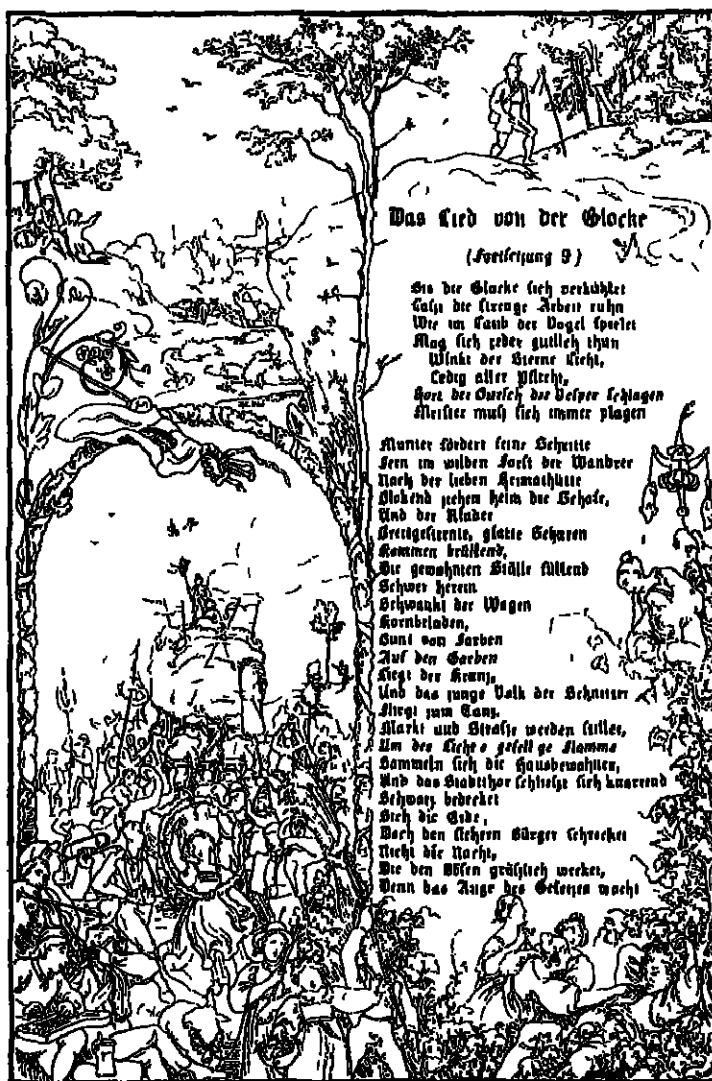 Das Lied von der Glocke
(Fortsetzung 9)
Bis die Glocke sich verkühlet
Laßt die strenge Arbeit ruhn
Wie im Laub der Vogel spielet
Mag sich jeder gütlich thun
Winkt der Sterne Licht,
Ledig aller Pflicht,
Hört der Bursch die Vesper schlagen
Meister muß sich immer plagen
Munter fördert seine Schritte
Fern im wilden Forst der Wandrer
Nach der lieben Heimathütte
Blökend ziehen heim die Schafe,
Und der Rinder
Breitgestirnte, glatte Scharen
Kommen brüllend,
Die gewohnten Ställe füllend
Schwer herein
Schwankt der Wagen
Kornbeladen,
Bunt von Farben
Auf den Garben
Liegt der Kranz,
Und das junge Volk der Schnitter
Fliegt zum Tanz.
Markt und Straße werden stiller,
Um des Lichts gesellge Flamme
Sammeln sich die Hausbewohner,
Und das Stadtthor schließt sich knarrend
Schwarz bedecket
Sich die Erde,
Doch den sichern Bürger schrecket
Nicht die Nacht,
Die den Bösen gräßlich wecket,
Denn das Auge des Gesetzes wacht